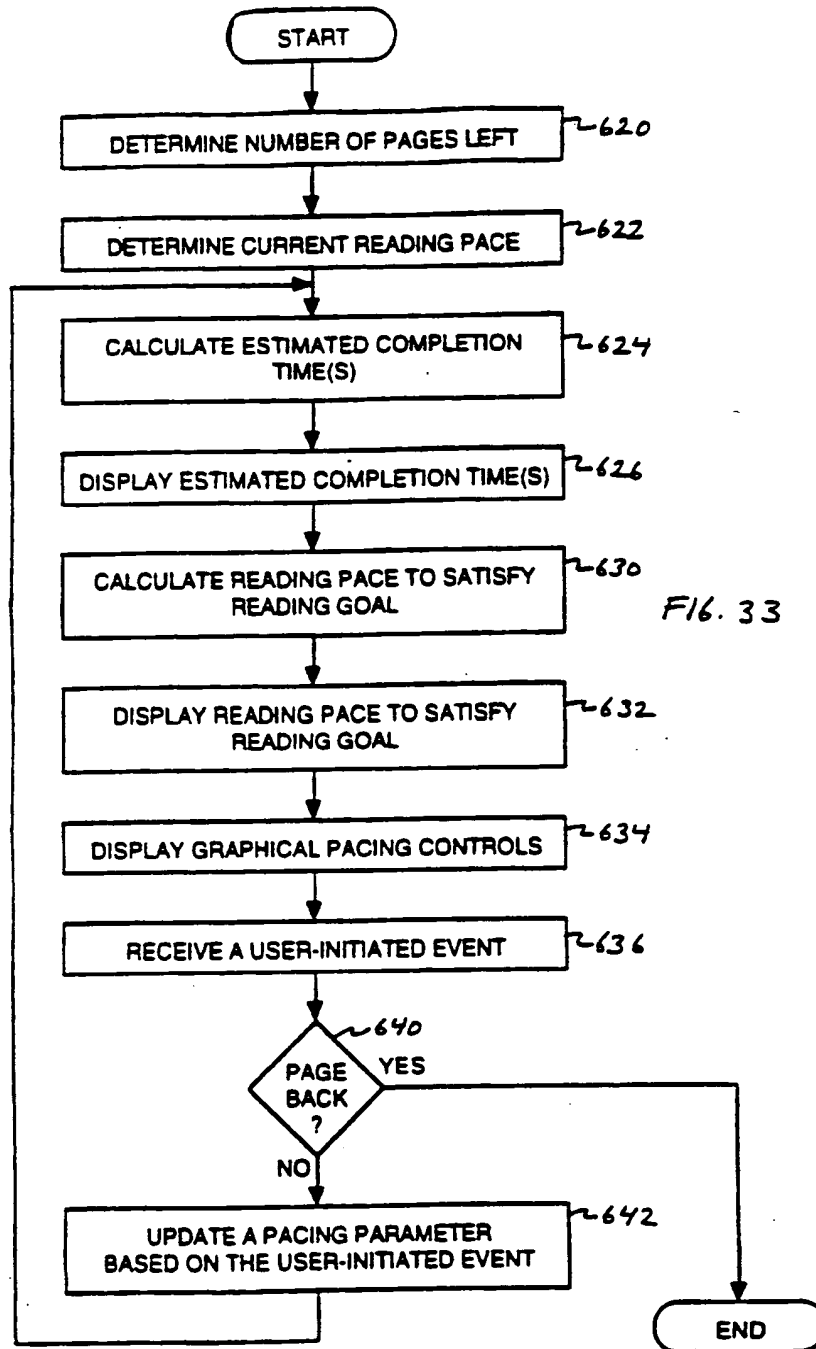 START
DETERMINE NUMBER OF PAGES LEFT
620
DETERMINE CURRENT READING PACE
622
CALCULATE ESTIMATED COMPLETION
TIME(S)
624
DISPLAY ESTIMATED COMPLETION TIME(S)
626
CALCULATE READING PACE TO SATISFY
READING GOAL
630
FIG. 33
DISPLAY READING PACE TO SATISFY
READING GOAL
632
DISPLAY GRAPHICAL PACING CONTROLS
634
RECEIVE A USER-INITIATED EVENT
636
640
PAGE
BACK
?
YES
NO
UPDATE A PACING PARAMETER
BASED ON THE USER-INITIATED EVENT
642
END